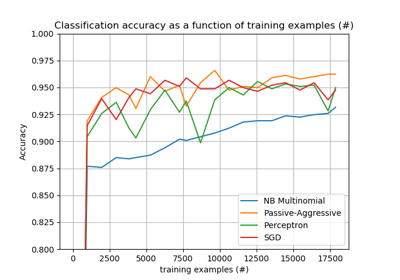 Classification accuracy as a function of training examples (#)
1.000
0.975
0.950
0.925
0.900
0.875
0.850
0.825
0.800
Accuracy
NB Multinomial
Passive-Aggressive
Perceptron
SGD
0 2500 5000 7500 10000 12500 15000 17500
training examples (#)